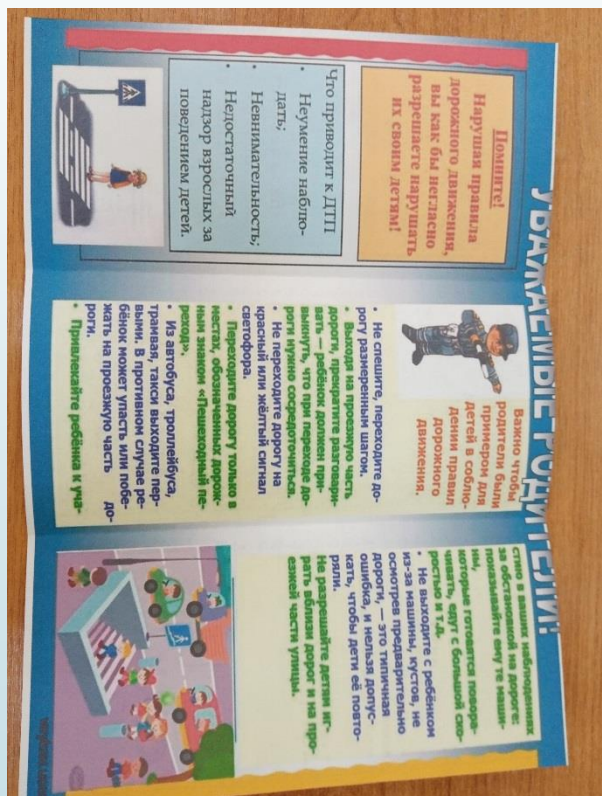 УВАЖАЕМЫЕ РОДИТЕЛИ!
Помните!
Нарушая правила
дорожного движения,
вы как бы негласно
разрешаете нарушать
их своим детям!
Что приводит к ДТП
• Неумение наблю-
дать;
• Невнимательность;
• Недостаточный
надзор взрослых за
поведением детей.
Важно чтобы
родители были
примером для
детей в соблю-
дении правил
дорожного
движения.
• Не спешите, переходите до-
рогу размеренным шагом.
• Выходя на проезжую часть
дороги, прекратите разговари-
вать — ребёнок должен при-
выкнуть, что при переходе до-
роги нужно сосредоточиться.
• Не переходите дорогу на
красный или жёлтый сигнал
светофора.
• Переходите дорогу только в
местах, обозначенных дорож-
ным знаком «Пешеходный пе-
реход».
• Из автобуса, троллейбуса,
трамвая, такси выходите пер-
выми. В противном случае ре-
бёнок может упасть или побе-
жать на проезжую часть до-
роги.
• Привлекайте ребёнка к уча-
стию в ваших наблюдениях
за обстановкой на дороге:
показывайте ему те маши-
ны,
которые готовятся повора-
чивать, едут с большой ско-
ростью и т.д.
• Не выходите с ребёнком
из-за машины, кустов, не
осмотрев предварительно
дороги, — это типичная
ошибка, и нельзя допус-
кать, чтобы дети её повто-
ряли.
Не разрешайте детям иг-
рать вблизи дорог и на про-
езжей части улицы.